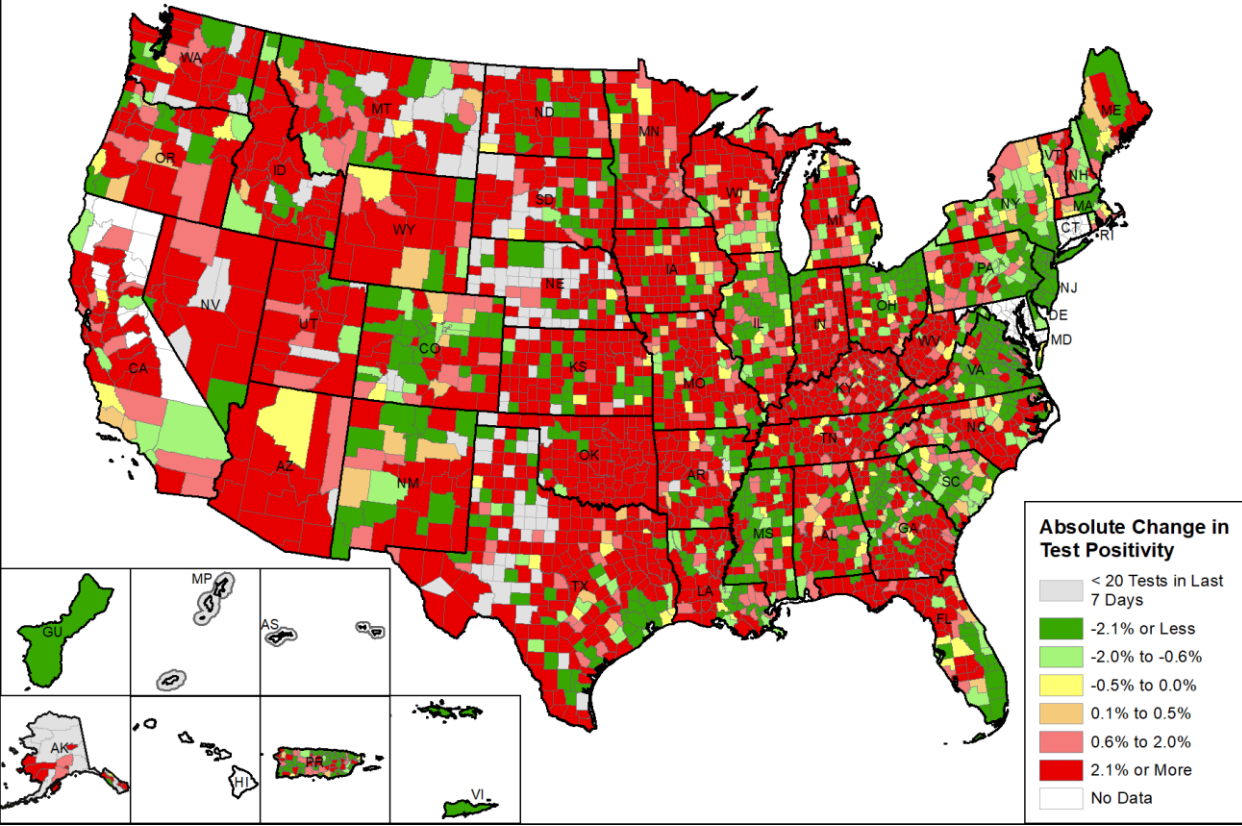 WA
MT
ND
MN
ME
OR
ID
SD
WI
VT
NH
NY
MA
WY
MI
CT
RI
IA
PA
NV
NE
NJ
OH
UT
IL
IN
DE
MD
CO
WV
CA
KS
VA
MO
KY
NC
TN
AZ
OK
NM
AR
SC
GA
MS
AL
TX
LA
FL
MP
AS
GU
AK
HI
PR
VI
Absolute Change in
Test Positivity
< 20 Tests in Last
7 Days
-2.1% or Less
-2.0% to -0.6%
-0.5% to 0.0%
0.1% to 0.5%
0.6% to 2.0%
2.1% or More
No Data